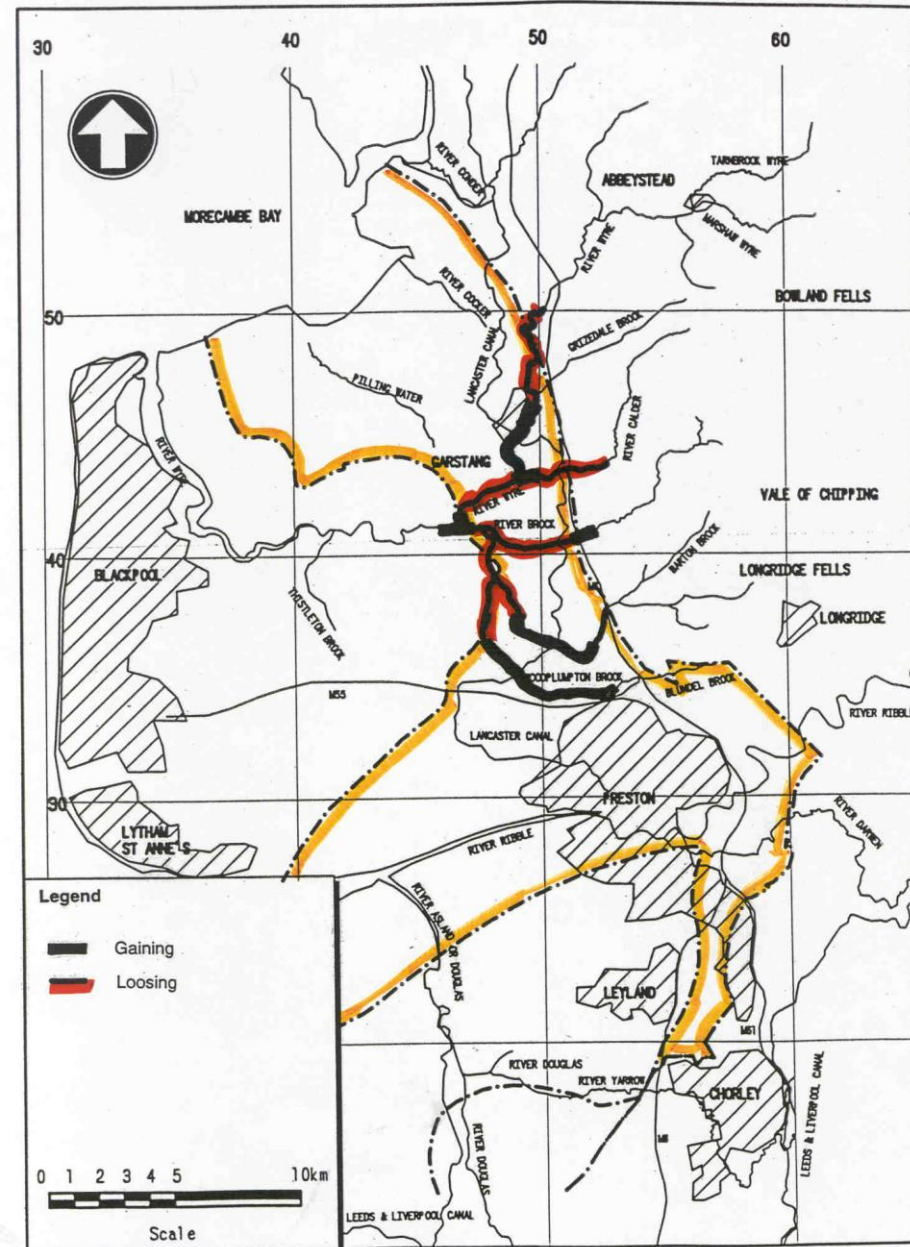 30
40
50
60
RIVER CONDER
TARNBROOK WYRE
ABBEYSTEAD
MARSHAW WYRE
MORECAMBE BAY
RIVER WYRE
RIVER COCKER
BOWLAND FELLS
50
LANCASTER CANAL
GRIZEDALE BROOK
PILLING WATER
RIVER CALDER
GARSTANG
RIVER WYRE
RIVER WYRE
VALE OF CHIPPING
RIVER BROCK
40
BARTON BROOK
BLACKPOOL
M6
LONGRIDGE FELLS
THISTLETON BROOK
LONGRIDGE
WOODPLUMPTON BROOK
BLUNDEL BROOK
M55
RIVER RIBBLE
LANCASTER CANAL
30
PRESTON
RIVER DARWEN
LYTHAM
ST ANNE'S
RIVER RIBBLE
Legend
RIVER ASLAND OR DOUGLAS
Gaining
Loosing
LEYLAND
M61
RIVER DOUGLAS
RIVER YARROW
CHORLEY
LEEDS & LIVERPOOL CANAL
RIVER DOUGLAS
M6
0 1 2 3 4 5 10km
Scale
LEEDS & LIVERPOOL CANAL